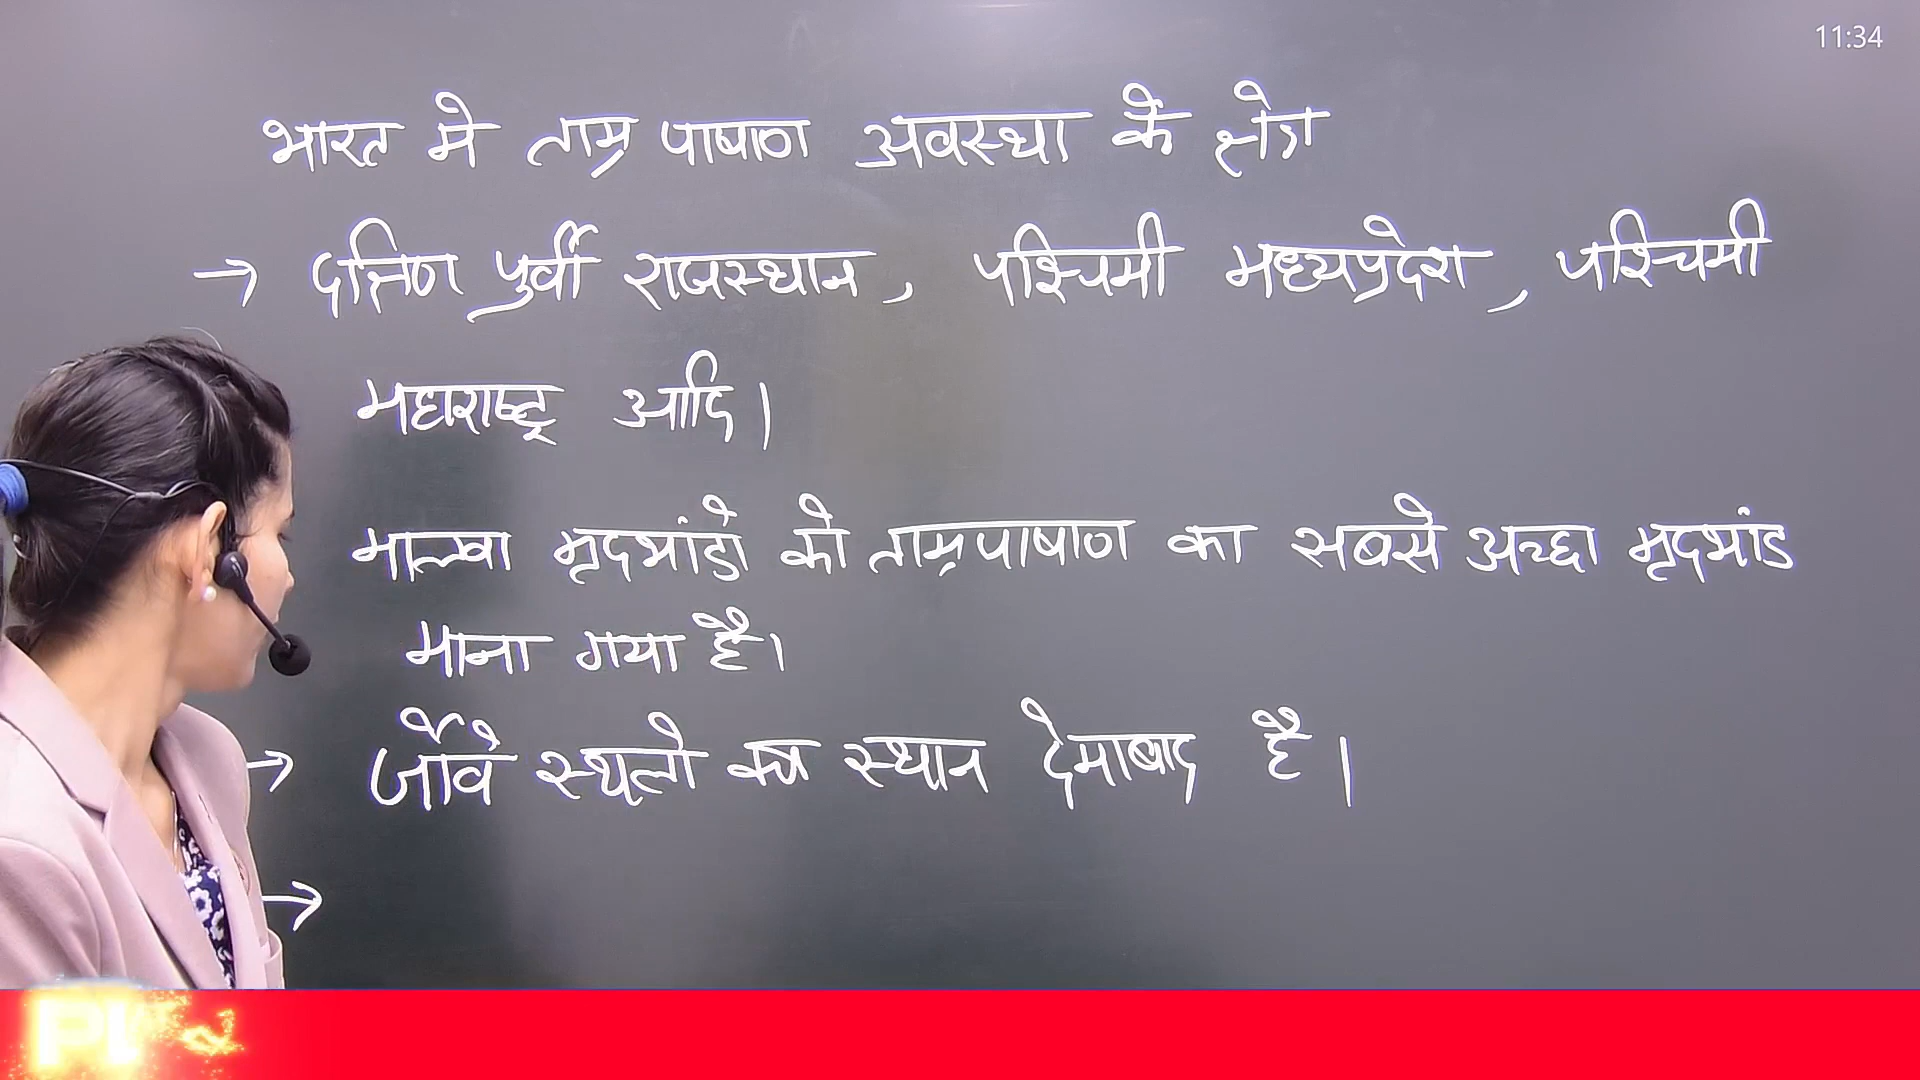 11:34
भारत मे ताम्र पाषाण अवस्था के क्षेत्र
→ दक्षिण पुर्वी राजस्थान, पश्चिमी मध्यप्रदेश, पश्चिमी
महाराष्ट्र आदि।
मालवा मृदभांडो को ताम्रपाषाण का सबसे अच्छा मृदभांड
माना गया है।
→ जौर्वे स्थलो का स्थान देमाबाद है।
→